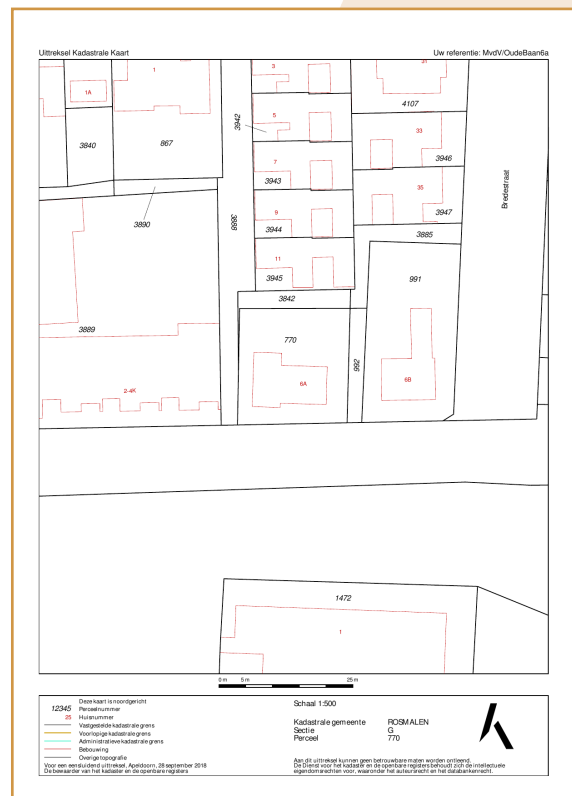 Uittreksel Kadastrale Kaart
Uw referentie: MvdV/OudeBaan6a
1
3
31
1A
4107
5
3942
33
3840
867
3946
7
3943
35
Bredestraat
3890
3888
9
3944
3947
3885
11
3945
991
3842
3889
770
992
6A
6B
2-4K
1472
1
0 m 5 m 25 m
Deze kaart is noordgericht
12345 Perceelnummer
25 Huisnummer
Vastgestelde kadastrale grens
Voorlopige kadastrale grens
Administratieve kadastrale grens
Bebouwing
Overige topografie
Voor een eensluidend uittreksel, Apeldoorn, 28 september 2018
De bewaarder van het kadaster en de openbare registers
Schaal 1:500
Kadastrale gemeente ROSMALEN
Sectie G
Perceel 770
Aan dit uittreksel kunnen geen betrouwbare maten worden ontleend.
De Dienst voor het kadaster en de openbare registers behoudt zich de intellectuele
eigendomsrechten voor, waaronder het auteursrecht en het databankenrecht.